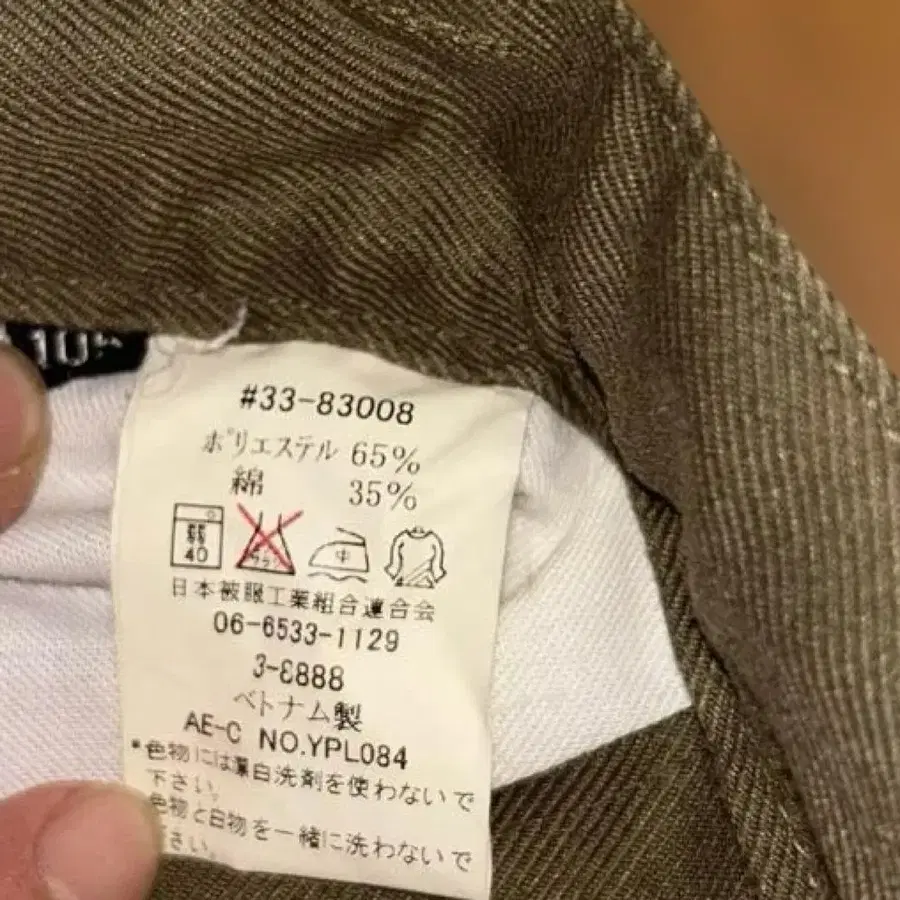 #33-83008
ポリエステル 65%
綿 35%
弱
40
中
日本被服工業組合連合会
06-6533-1129
3-8888
ベトナム製
AE-C NO.YPL084
*色物には漂白洗剤を使わないで
下さい。
色物と白物を一緒に洗わないで
さい。